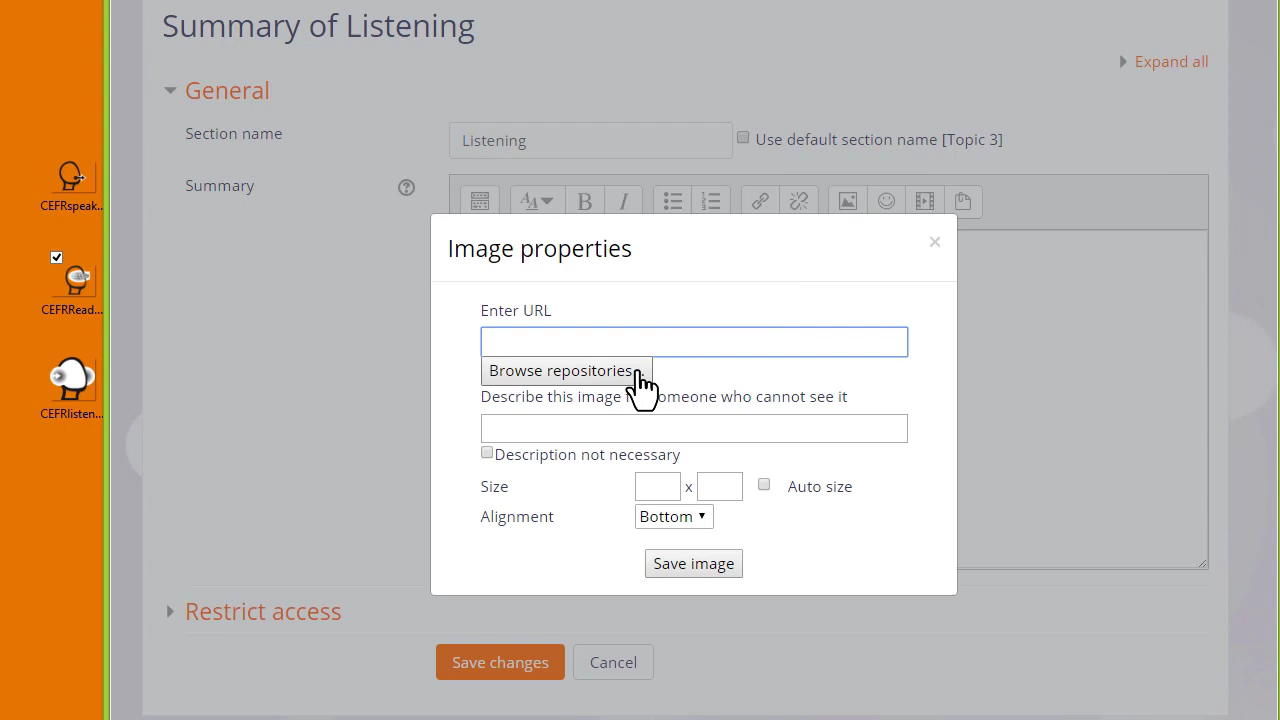 Summary of Listening
Expand all
General
Section name
Listening
Use default section name [Topic 3]
Summary
CEFRspeak...
CEFRRead...
CEFRlisten...
Image properties
×
Enter URL
Browse repositories...
Describe this image someone who cannot see it
Description not necessary
Size
x
Auto size
Alignment
Bottom
Save image
Restrict access
Save changes
Cancel